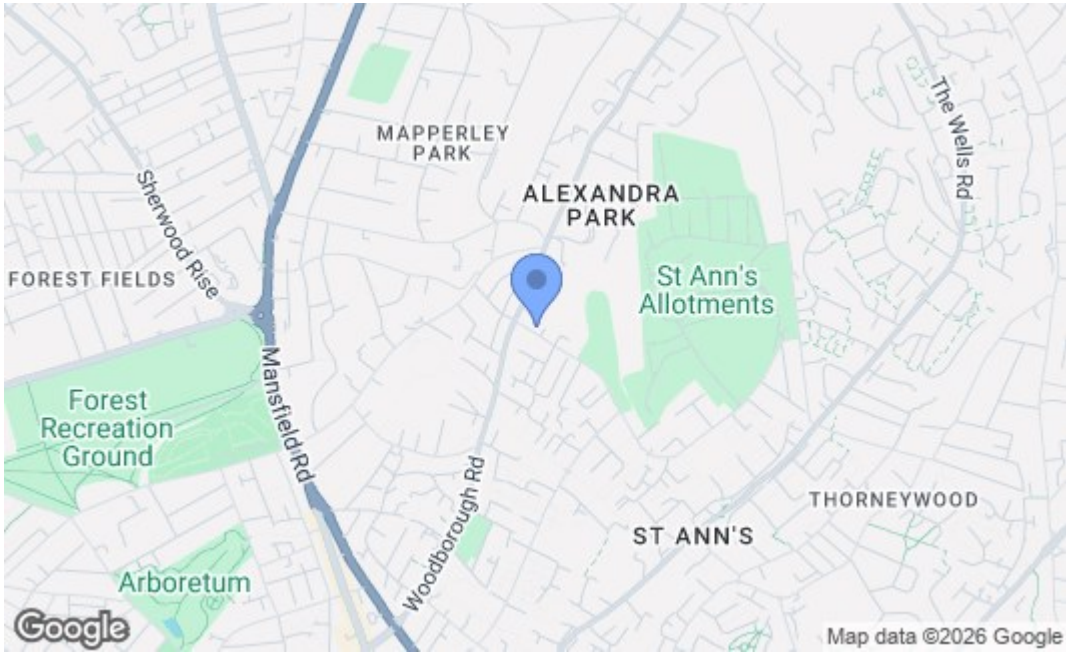 MAPPERLEY
PARK
The Wells Rd
Sherwood Rise
ALEXANDRA
PARK
FOREST FIELDS
St Ann's
Allotments
Mansfield Rd
Forest
Recreation
Ground
Woodborough Rd
THORNEYWOOD
ST ANN'S
Arboretum
Google
Map data ©2026 Google